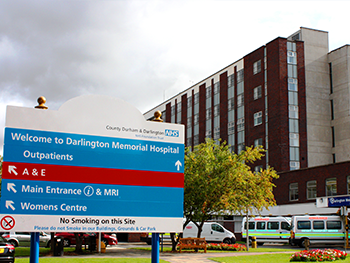 County Durham & Darlington
NHS
Welcome to Darlington Memorial Hospital
Outpatients
A & E
Main Entrance & MRI
Womens Centre
No Smoking on this Site
Please do not Smoke in our Buildings, Grounds & Car Park